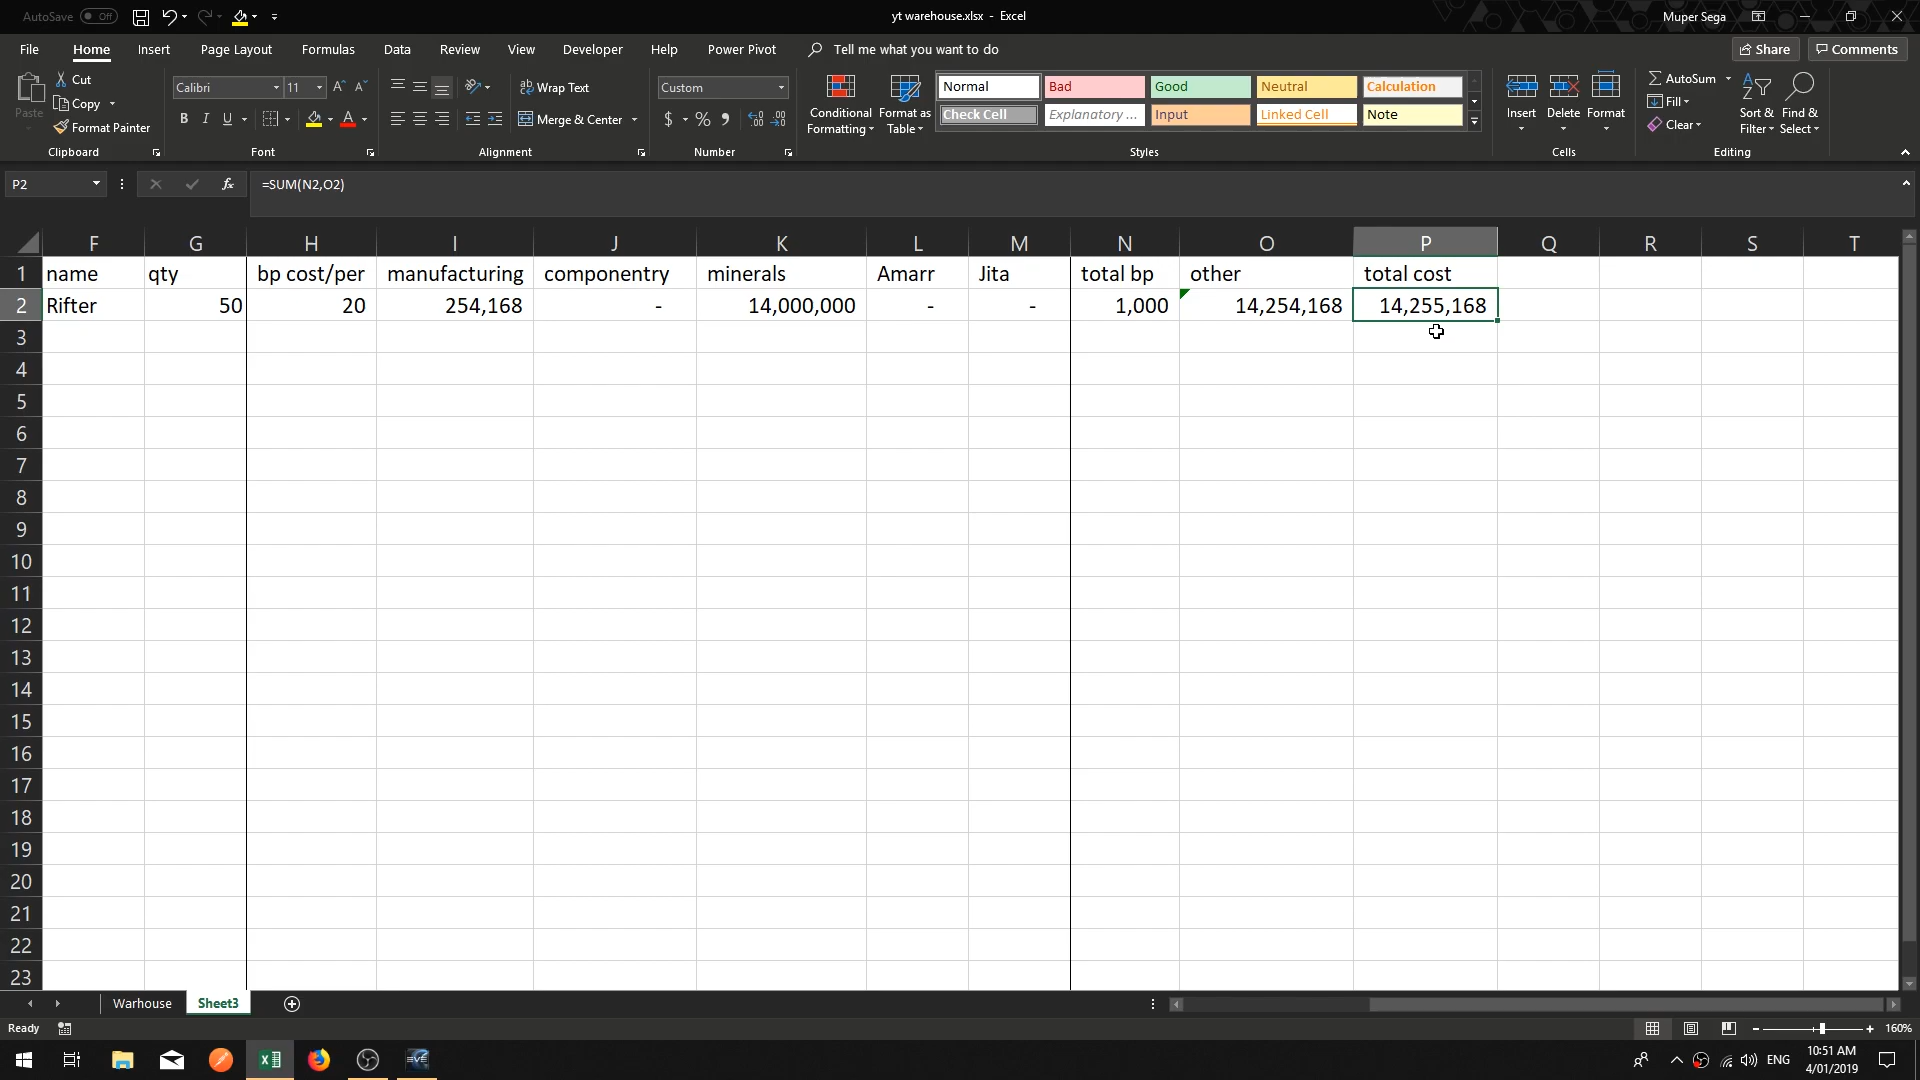 AutoSave Off yt warehouse.xlsx - Excel Muper Sega
File Home Insert Page Layout Formulas Data Review View Developer Help Power Pivot Tell me what you want to do Share Comments
Paste Cut Copy Format Painter
Clipboard
Calibri 11
B I U
Font
Wrap Text
Merge & Center
Alignment
Custom
$ %
Number
Conditional Formatting
Format as Table
Normal Bad Good Neutral Calculation
Check Cell Explanatory ... Input Linked Cell Note
Styles
Insert Delete Format
Cells
AutoSum
Fill
Clear
Sort & Filter
Find & Select
Editing
P2 fx =SUM(N2,O2)
F G H I J K L M N O P Q R S T
1 name qty bp cost/per manufacturing componentry minerals Amarr Jita total bp other total cost
2 Rifter 50 20 254,168 - 14,000,000 - - 1,000 14,254,168 14,255,168
3
4
5
6
7
8
9
10
11
12
13
14
15
16
17
18
19
20
21
22
23
Warhouse Sheet3
Ready 160%
EVE ENG 10:51 AM
4/01/2019